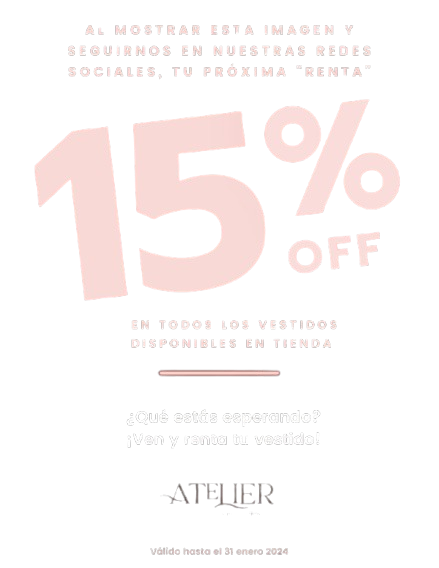 AL MOSTRAR ESTA IMAGEN Y
SEGUIRNOS EN NUESTRAS REDES
SOCIALES, TU PRÓXIMA "RENTA"
15%
OFF
EN TODOS LOS VESTIDOS
DISPONIBLES EN TIENDA
¿Qué estás esperando?
¡Ven y renta tu vestido!
ATELIER
Válido hasta el 31 enero 2024